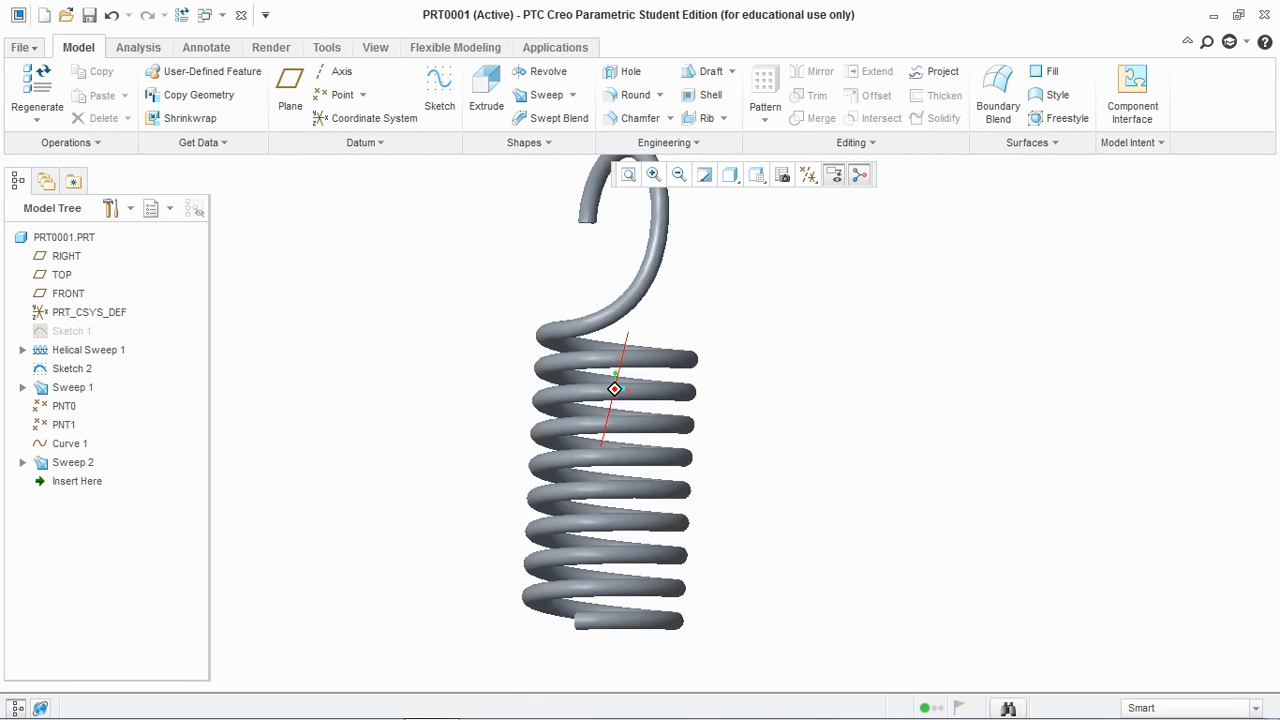 PRT0001 (Active) - PTC Creo Parametric Student Edition (for educational use only)
File Model Analysis Annotate Render Tools View Flexible Modeling Applications
Regenerate
Copy
Paste
Delete
Operations
User-Defined Feature
Copy Geometry
Shrinkwrap
Get Data
Plane
Axis
Point
Coordinate System
Sketch
Datum
Extrude
Revolve
Sweep
Swept Blend
Shapes
Hole
Round
Chamfer
Draft
Shell
Rib
Engineering
Pattern
Mirror
Trim
Merge
Extend
Offset
Intersect
Project
Thicken
Solidify
Editing
Boundary
Blend
Fill
Style
Freestyle
Surfaces
Component
Interface
Model Intent
Model Tree
PRT0001.PRT
RIGHT
TOP
FRONT
PRT_CSYS_DEF
Sketch 1
Helical Sweep 1
Sketch 2
Sweep 1
PNT0
PNT1
Curve 1
Sweep 2
Insert Here
Smart